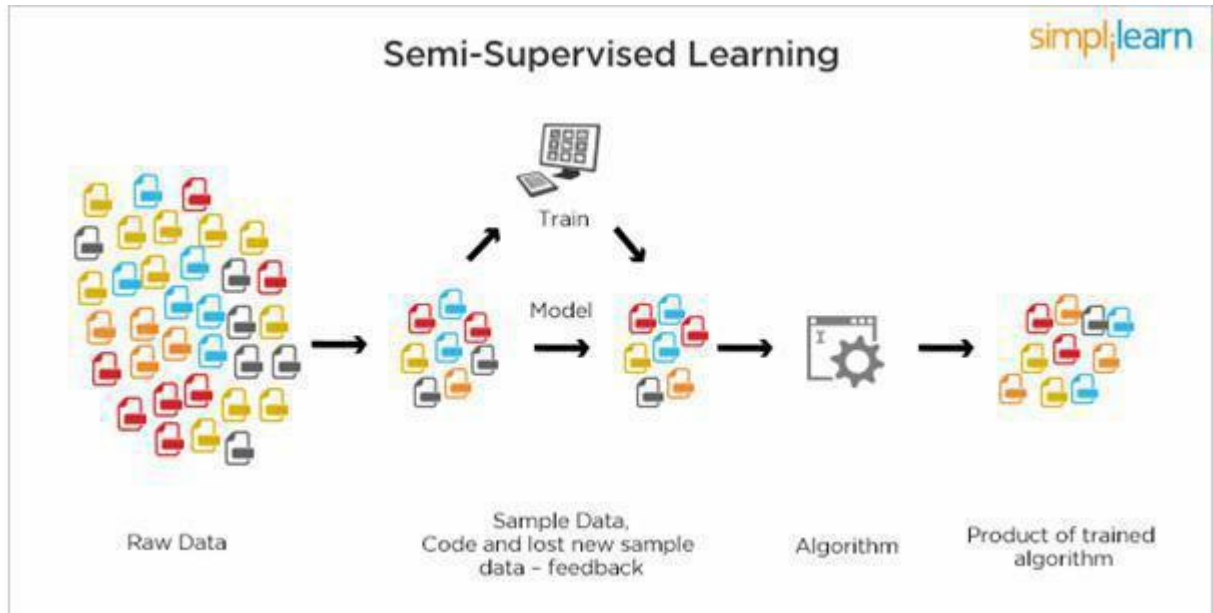 Semi-Supervised Learning
simplilearn
Train
Model
Raw Data
Sample Data,
Code and lost new sample
data – feedback
Algorithm
Product of trained
algorithm